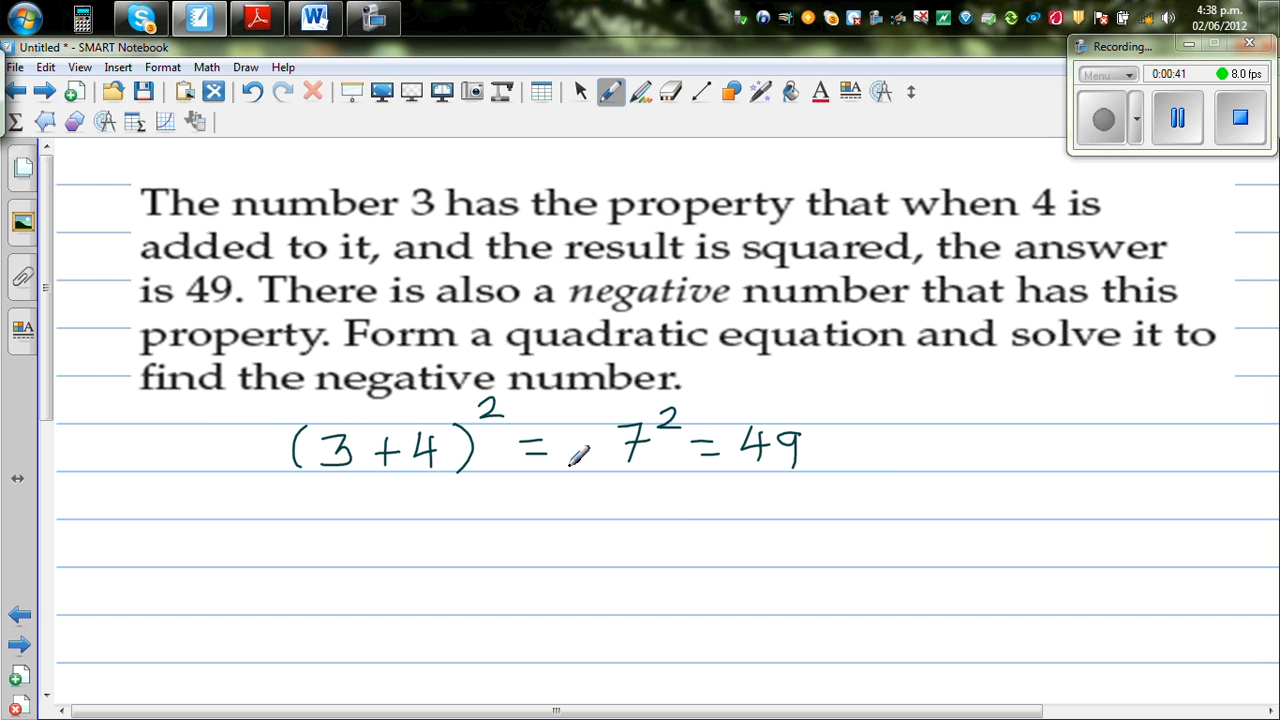 4:38 p.m.
02/06/2012
Untitled * - SMART Notebook
File Edit View Insert Format Math Draw Help
Recording...
Menu 0:00:41 8.0 fps
The number 3 has the property that when 4 is
added to it, and the result is squared, the answer
is 49. There is also a negative number that has this
property. Form a quadratic equation and solve it to
find the negative number.
(3 + 4)² = 7² = 49